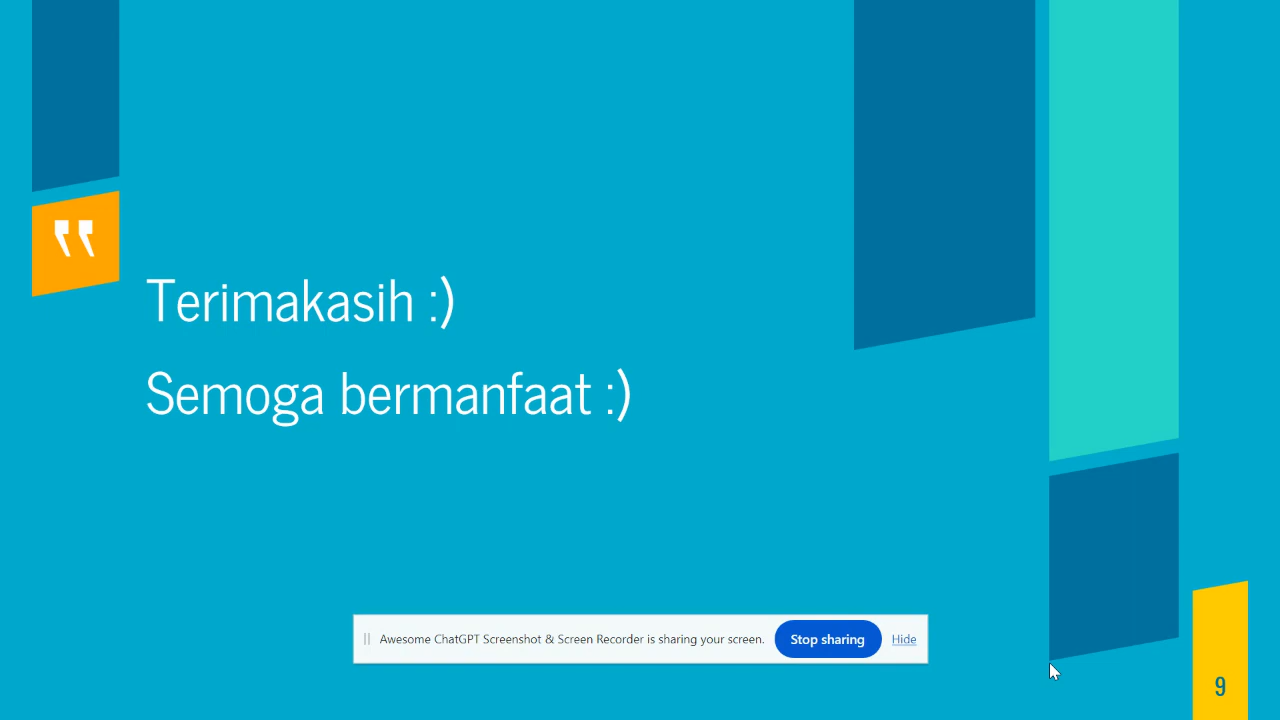 "
Terimakasih :)
Semoga bermanfaat :)
Awesome ChatGPT Screenshot & Screen Recorder is sharing your screen. Stop sharing Hide
9